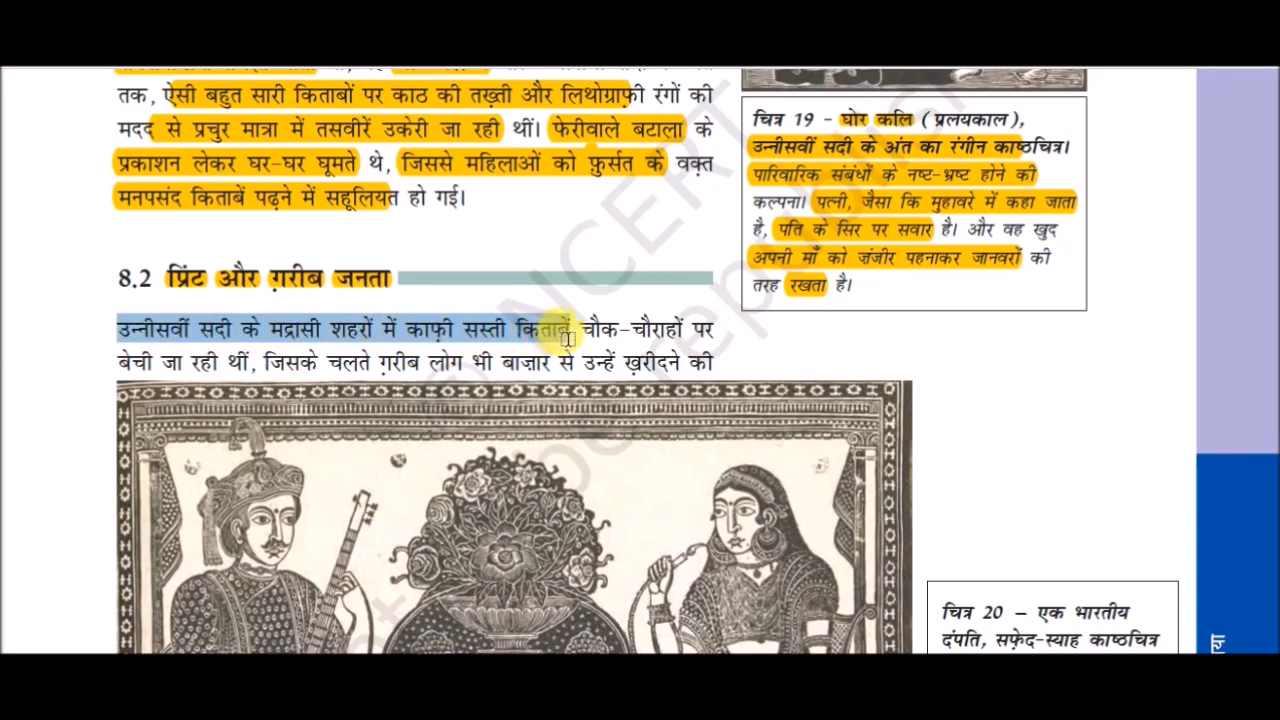 तक, ऐसी बहुत सारी किताबों पर काठ की तख़्ती और लिथोग्राफ़ी रंगों की
मदद से प्रचुर मात्रा में तसवीरें उकेरी जा रही थीं। फेरीवाले बटाला के
प्रकाशन लेकर घर-घर घूमते थे, जिससे महिलाओं को फ़ुर्सत के वक़्त
मनपसंद किताबें पढ़ने में सहूलियत हो गई।
8.2 प्रिंट और ग़रीब जनता
उन्नीसवीं सदी के मद्रासी शहरों में काफ़ी सस्ती किताबें चौक-चौराहों पर
बेची जा रही थीं, जिसके चलते ग़रीब लोग भी बाज़ार से उन्हें ख़रीदने की
चित्र 19 - घोर कलि (प्रलयकाल),
उन्नीसवीं सदी के अंत का रंगीन काष्ठचित्र।
पारिवारिक संबंधों के नष्ट-भ्रष्ट होने की
कल्पना। पत्नी, जैसा कि मुहावरे में कहा जाता
है, पति के सिर पर सवार है। और वह खुद
अपनी माँ को ज़ंजीर पहनाकर जानवरों की
तरह रखता है।
चित्र 20 – एक भारतीय
दंपति, सफ़ेद-स्याह काष्ठचित्र
NCERT
republish